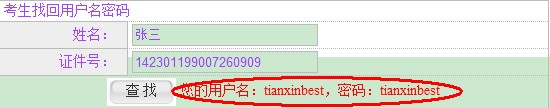 考生找回用户名密码
姓名： 张三
证件号： 142301199007260909
查 找 您的用户名：tianxinbest，密码：tianxinbest